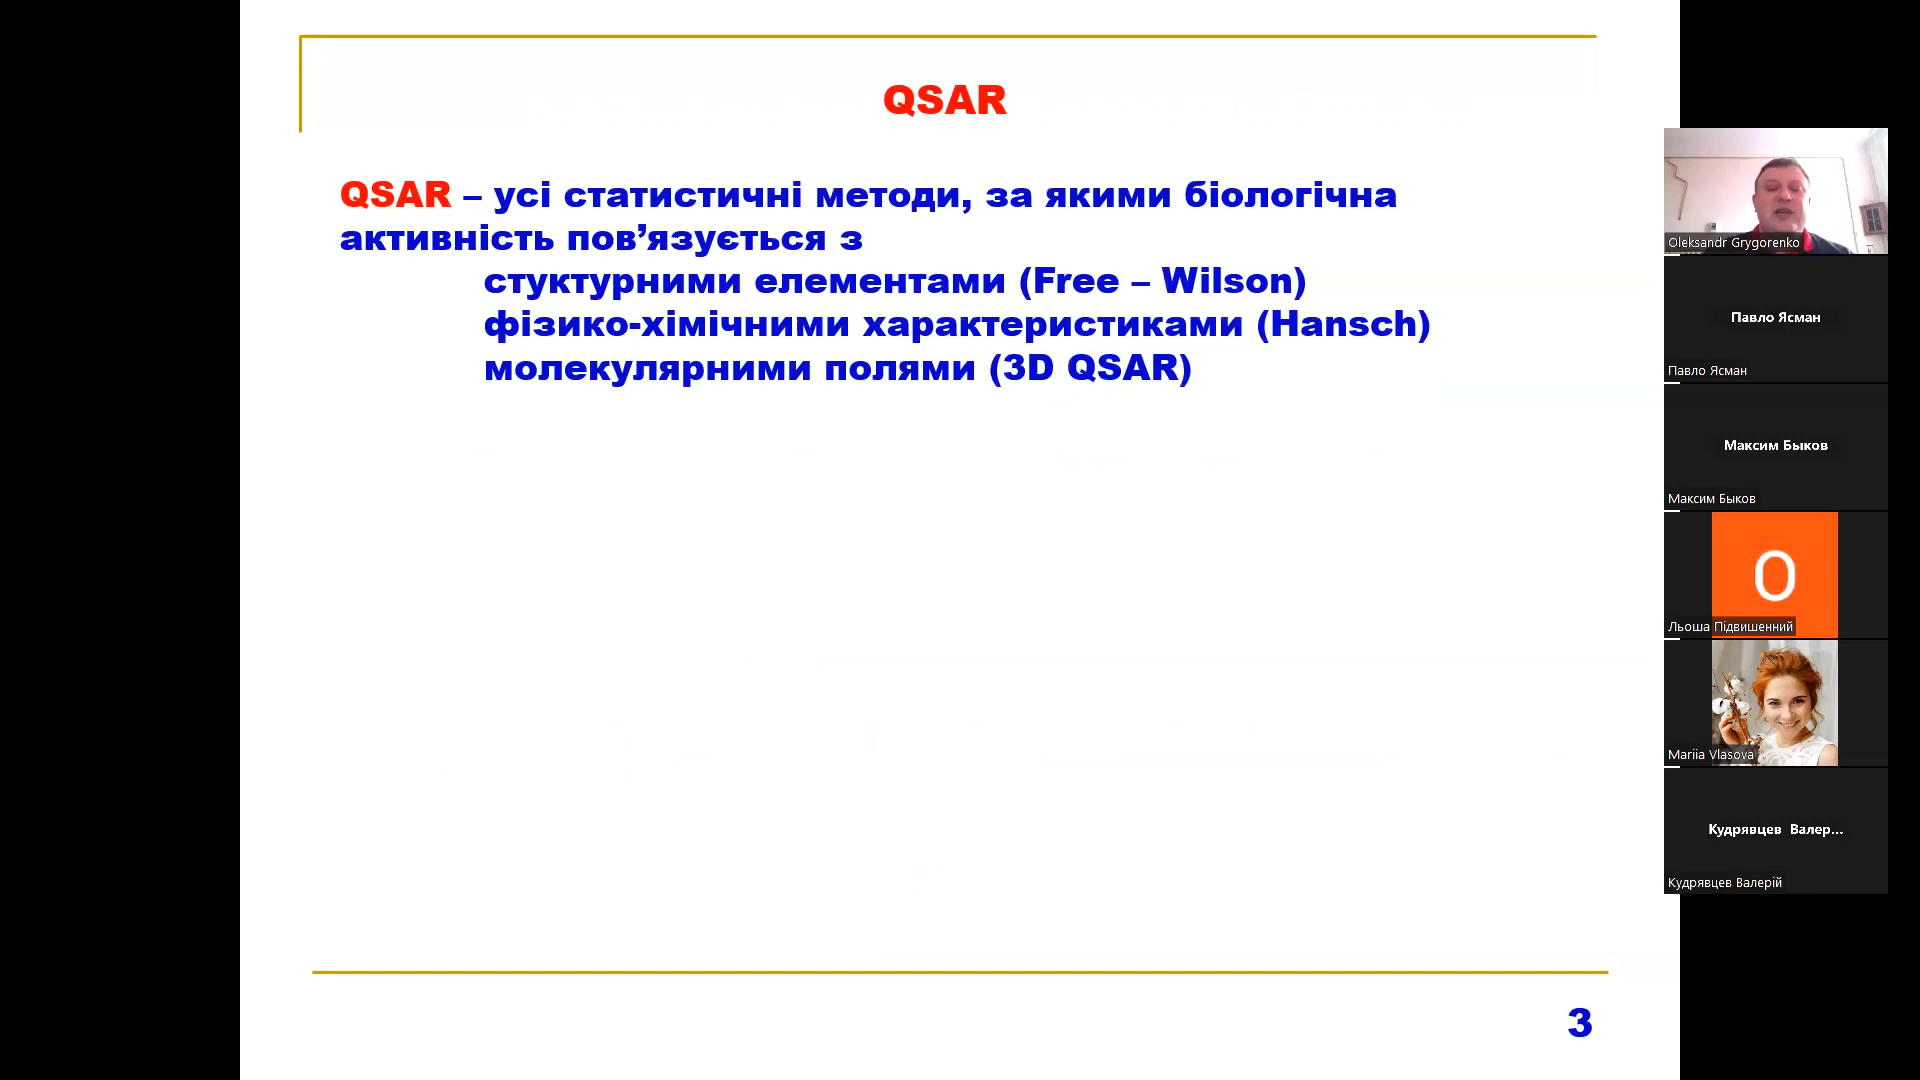 QSAR
QSAR – усі статистичні методи, за якими біологічна
активність пов’язується з
стуктурними елементами (Free – Wilson)
фізико-хімічними характеристиками (Hansch)
молекулярними полями (3D QSAR)
3
Oleksandr Grygorenko
Павло Ясман
Павло Ясман
Максим Быков
Максим Быков
O
Льоша Підвишенний
Mariia Vlasova
Кудрявцев Валер...
Кудрявцев Валерій